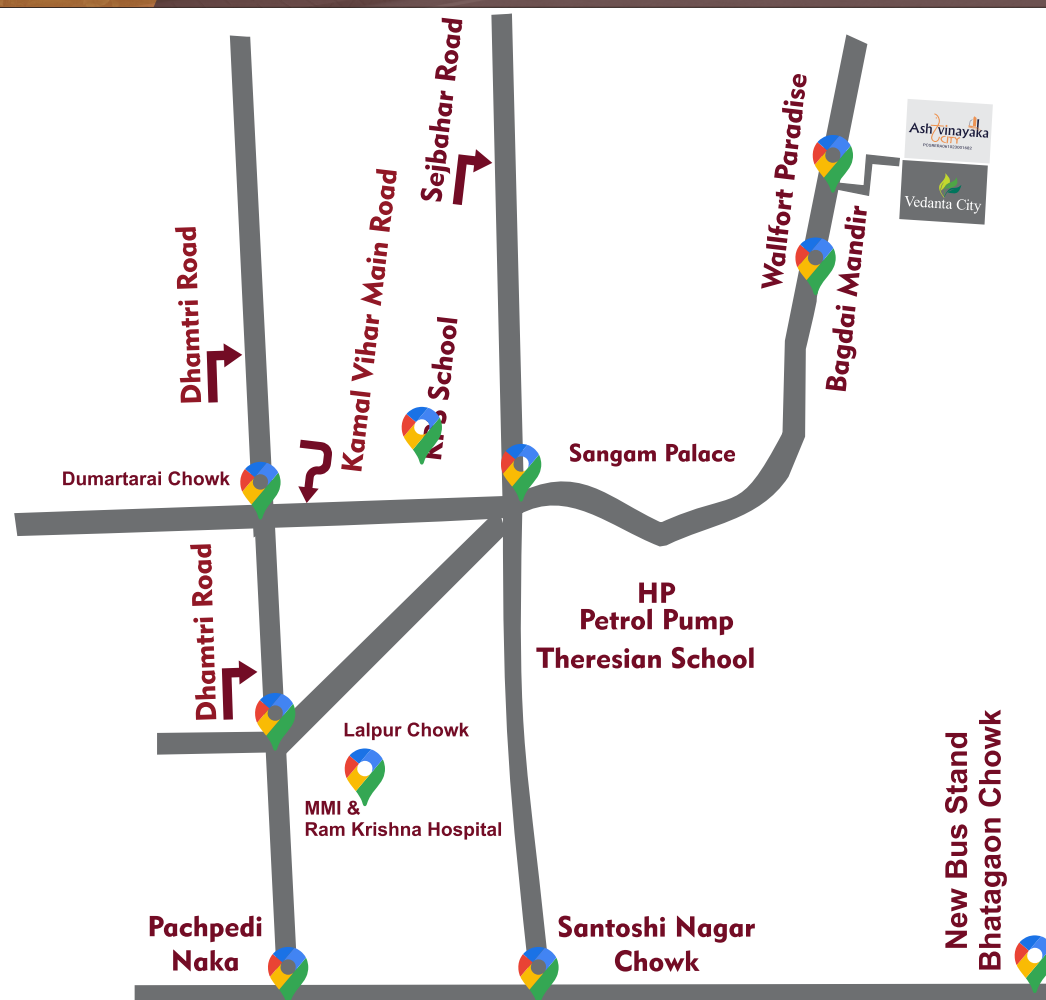 Sejbahar Road
Wallfort Paradise
Ashtvinayaka
CITY
Vedanta City
Dhamtri Road
Kamal Vihar Main Road
Bagdai Mandir
School
Dumartarai Chowk
Sangam Palace
Dhamtri Road
HP
Petrol Pump
Theresian School
Lalpur Chowk
MMI &
Ram Krishna Hospital
New Bus Stand
Bhatagaon Chowk
Pachpedi
Naka
Santoshi Nagar
Chowk